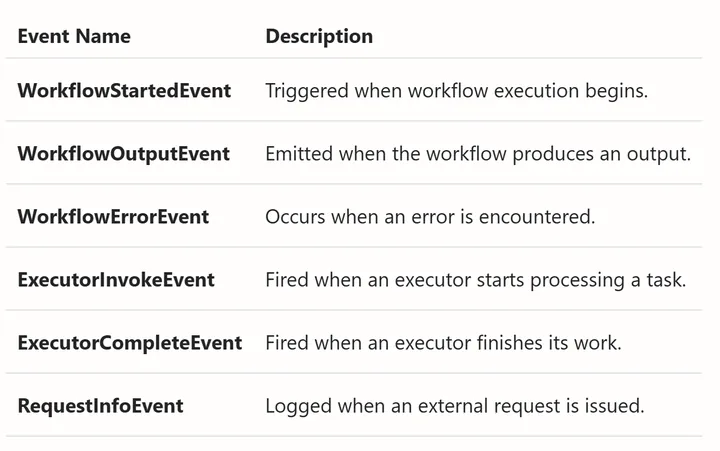 Event Name Description
WorkflowStartedEvent Triggered when workflow execution begins.
WorkflowOutputEvent Emitted when the workflow produces an output.
WorkflowErrorEvent Occurs when an error is encountered.
ExecutorInvokeEvent Fired when an executor starts processing a task.
ExecutorCompleteEvent Fired when an executor finishes its work.
RequestInfoEvent Logged when an external request is issued.